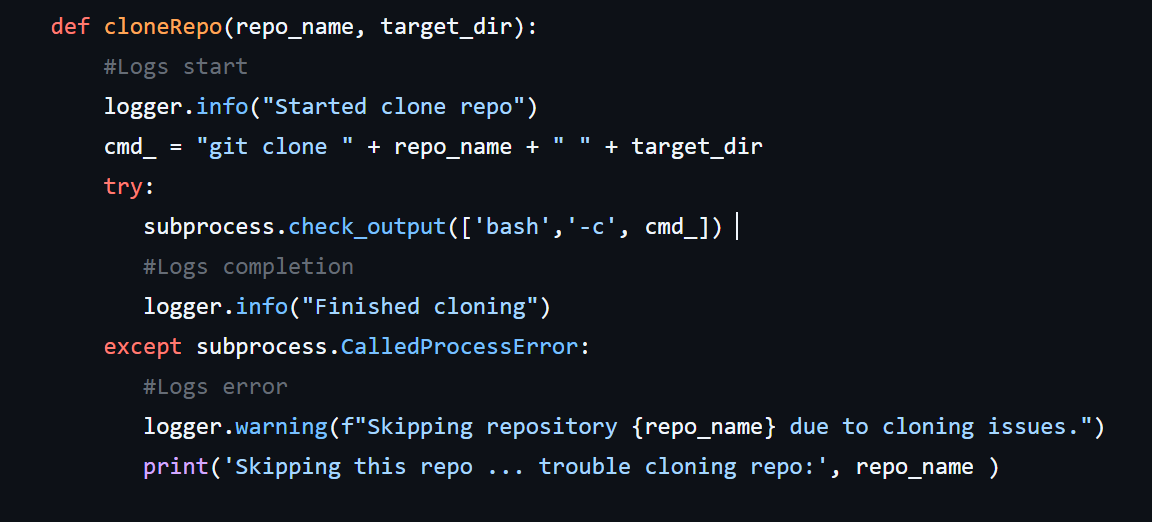 def cloneRepo(repo_name, target_dir):
#Logs start
logger.info("Started clone repo")
cmd_ = "git clone " + repo_name + " " + target_dir
try:
subprocess.check_output(['bash','-c', cmd_])
#Logs completion
logger.info("Finished cloning")
except subprocess.CalledProcessError:
#Logs error
logger.warning(f"Skipping repository {repo_name} due to cloning issues.")
print('Skipping this repo ... trouble cloning repo:', repo_name )